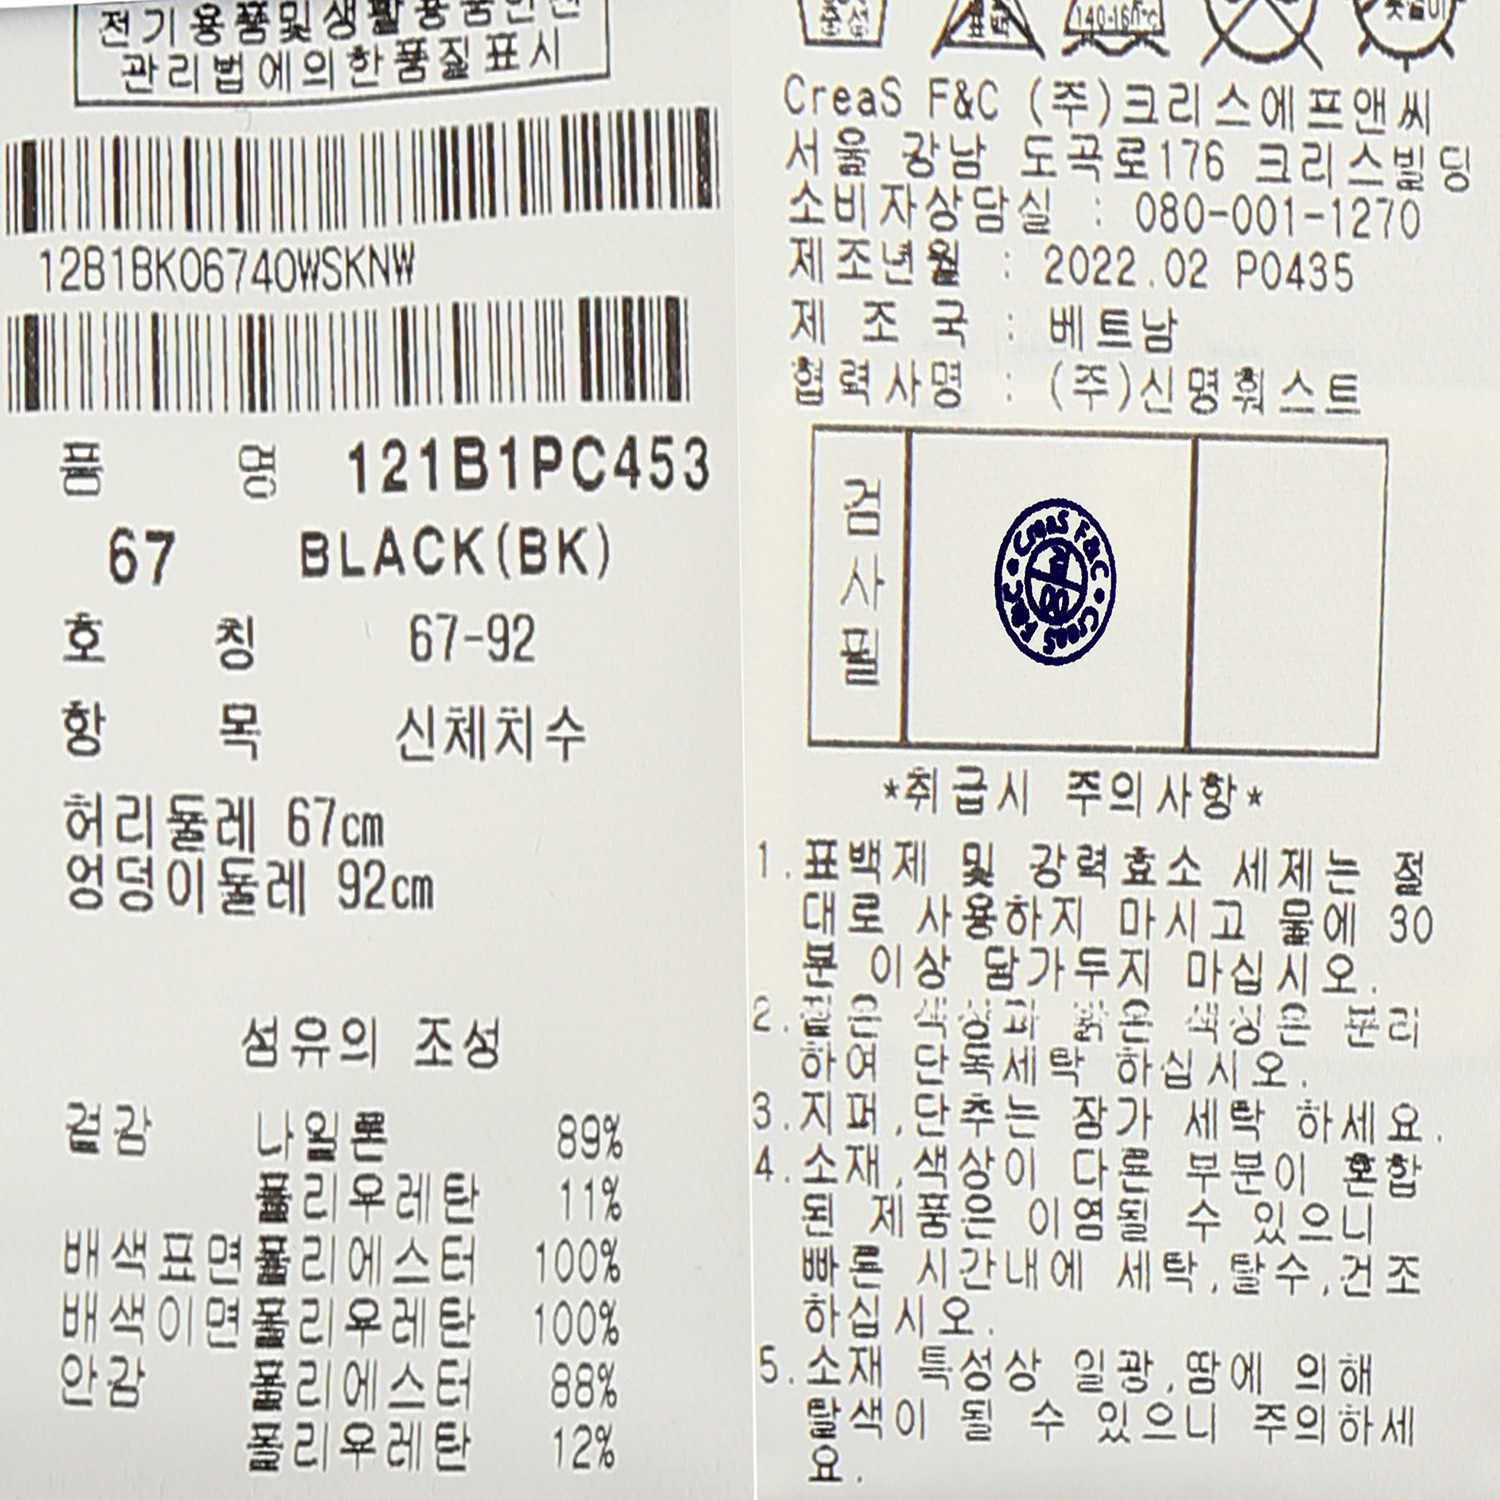 전기용품및생활용품안전
관리법에의한품질표시
12B1BK06740WSKNW
품 명 121B1PC453
67 BLACK(BK)
호 칭 67-92
항 목 신체치수
허리둘레 67cm
엉덩이둘레 92cm
섬유의 조성
겉감 나일론 89%
폴리우레탄 11%
배색표면폴리에스터 100%
배색이면폴리우레탄 100%
안감 폴리에스터 88%
폴리우레탄 12%
140-160℃
CreaS F&C (주)크리스에프앤씨
서울 강남 도곡로176 크리스빌딩
소비자상담실 : 080-001-1270
제조년월 : 2022.02 P0435
제 조 국 : 베트남
협력사명 : (주)신명훠스트
검사필
CreaS F&C
CreaS F&C
*취급시 주의사항*
1.표백제 및 강력효소 세제는 절
대로 사용하지 마시고 물에 30
분 이상 담가두지 마십시오.
2.짙은 색상과 밝은 색상은 분리
하여 단독세탁 하십시오.
3.지퍼,단추는 잠가 세탁 하세요.
4.소재,색상이 다른 부분이 혼합
된 제품은 이염될 수 있으니
빠른 시간내에 세탁,탈수,건조
하십시오.
5.소재 특성상 일광,땀에 의해
탈색이 될 수 있으니 주의하세
요.